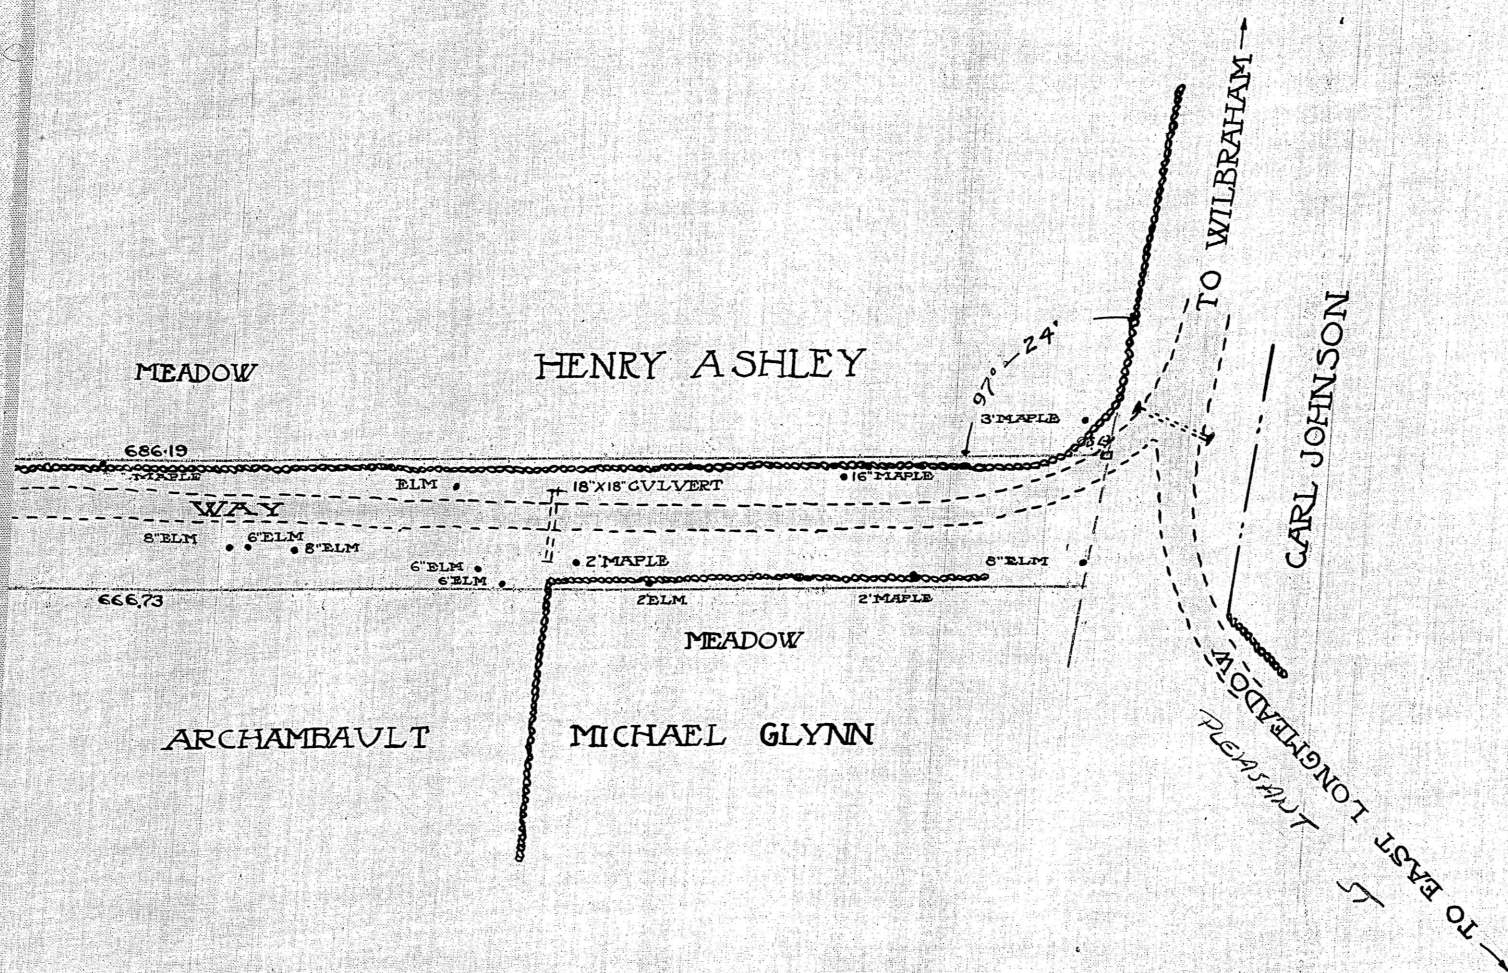 TO WILBRAHAM
CARL JOHNSON
MEADOW
HENRY ASHLEY
97°-24'
3'MAPLE
686.19
MAPLE
ELM
18"X18" CULVERT
16"MAPLE
WAY
8"ELM
6"ELM
8"ELM
6"ELM
6'ELM
2'MAPLE
8"ELM
666.73
2'ELM
2'MAPLE
MEADOW
ARCHAMBAULT
MICHAEL GLYNN
TO EAST LONGMEADOW
PLEASANT ST